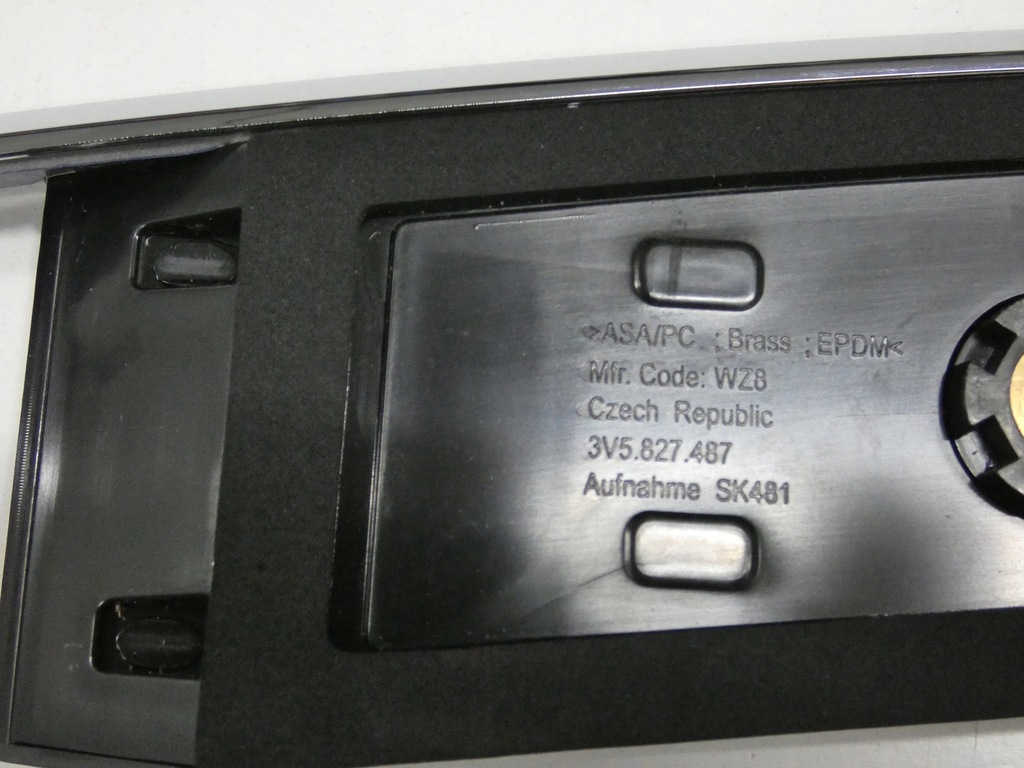 >ASA/PC ; Brass ; EPDM<
Mfr. Code: WZ8
Czech Republic
3V5.827.487
Aufnahme SK481